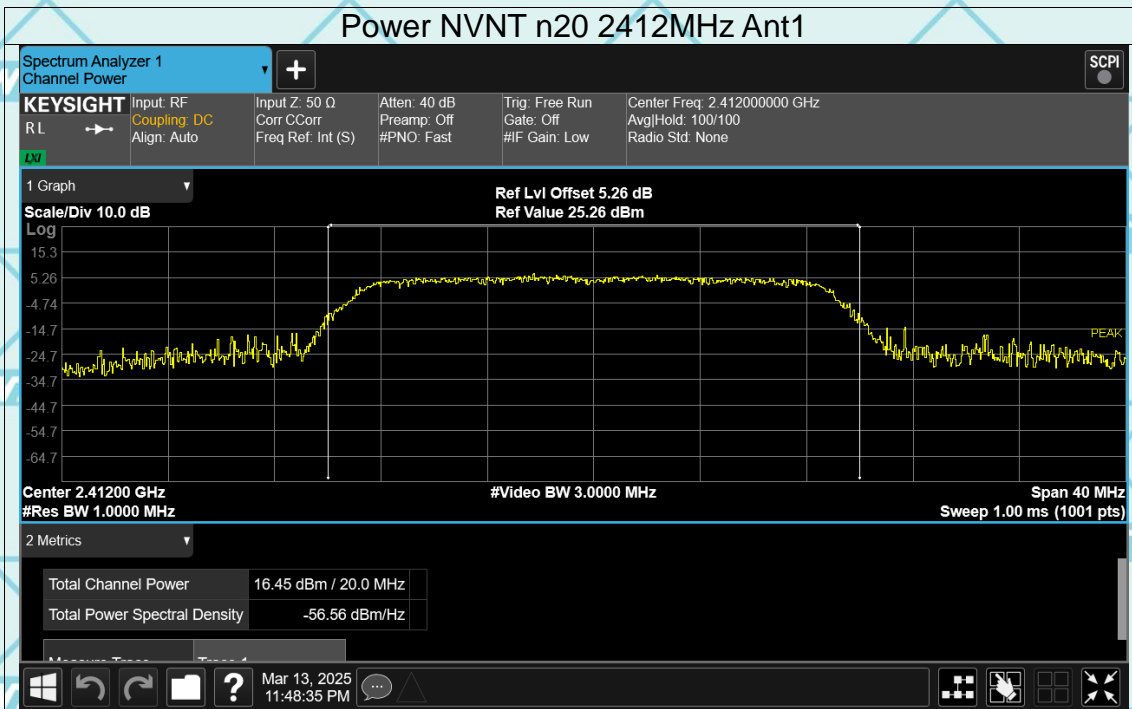 Power NVNT n20 2412MHz Ant1
Spectrum Analyzer 1
Channel Power
SCPI
KEYSIGHT
R L
LXI
Input: RF
Coupling: DC
Align: Auto
Input Z: 50 Ω
Corr CCorr
Freq Ref: Int (S)
Atten: 40 dB
Preamp: Off
#PNO: Fast
Trig: Free Run
Gate: Off
#IF Gain: Low
Center Freq: 2.412000000 GHz
Avg|Hold: 100/100
Radio Std: None
1 Graph
Scale/Div 10.0 dB
Ref Lvl Offset 5.26 dB
Ref Value 25.26 dBm
Log
15.3
5.26
-4.74
-14.7
-24.7
-34.7
-44.7
-54.7
-64.7
PEAK
Center 2.41200 GHz
#Video BW 3.0000 MHz
Span 40 MHz
#Res BW 1.0000 MHz
Sweep 1.00 ms (1001 pts)
2 Metrics
Total Channel Power 16.45 dBm / 20.0 MHz
Total Power Spectral Density -56.56 dBm/Hz
Measure Trace Trace 1
?
Mar 13, 2025
11:48:35 PM